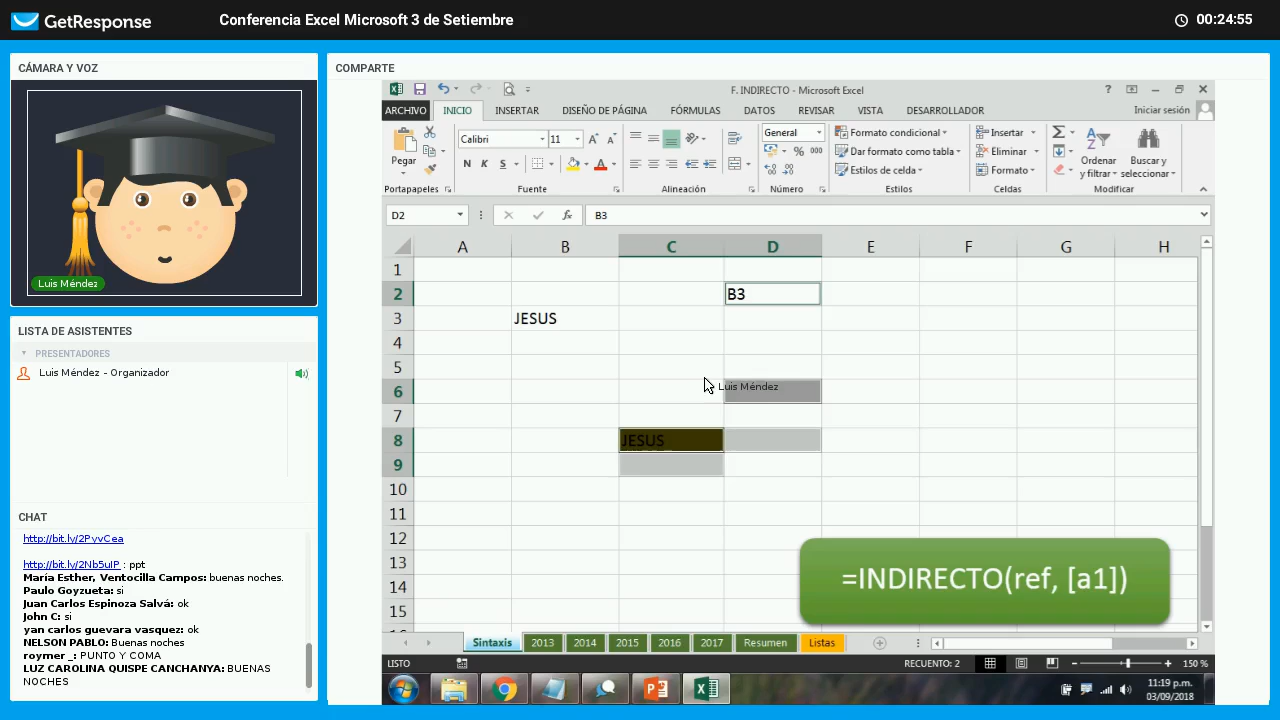 GetResponse
Conferencia Excel Microsoft 3 de Setiembre
00:24:55
CÁMARA Y VOZ
Luis Méndez
LISTA DE ASISTENTES
PRESENTADORES
Luis Méndez - Organizador
CHAT
http://bit.ly/2PyvCea
http://bit.ly/2Nb5uIP : ppt
María Esther, Ventocilla Campos: buenas noches.
Paulo Goyzueta: si
Juan Carlos Espinoza Salvá: ok
John C: si
yan carlos guevara vasquez: ok
NELSON PABLO: Buenas noches
roymer _: PUNTO Y COMA
LUZ CAROLINA QUISPE CANCHANYA: BUENAS
NOCHES
COMPARTE
F. INDIRECTO - Microsoft Excel
ARCHIVO INICIO INSERTAR DISEÑO DE PÁGINA FÓRMULAS DATOS REVISAR VISTA DESARROLLADOR Iniciar sesión
Pegar
Calibri 11
N K S
General
% 000
Formato condicional
Dar formato como tabla
Estilos de celda
Insertar
Eliminar
Formato
Ordenar
y filtrar
Buscar y
seleccionar
Portapapeles Fuente Alineación Número Estilos Celdas Modificar
D2 fx B3
A B C D E F G H
1
2 B3
3 JESUS
4
5
6 Luis Méndez
7
8 JESUS
9
10
11
12
13
14
15
=INDIRECTO(ref, [a1])
Sintaxis 2013 2014 2015 2016 2017 Resumen Listas
LISTO RECUENTO: 2 150 %
11:19 p.m.
03/09/2018